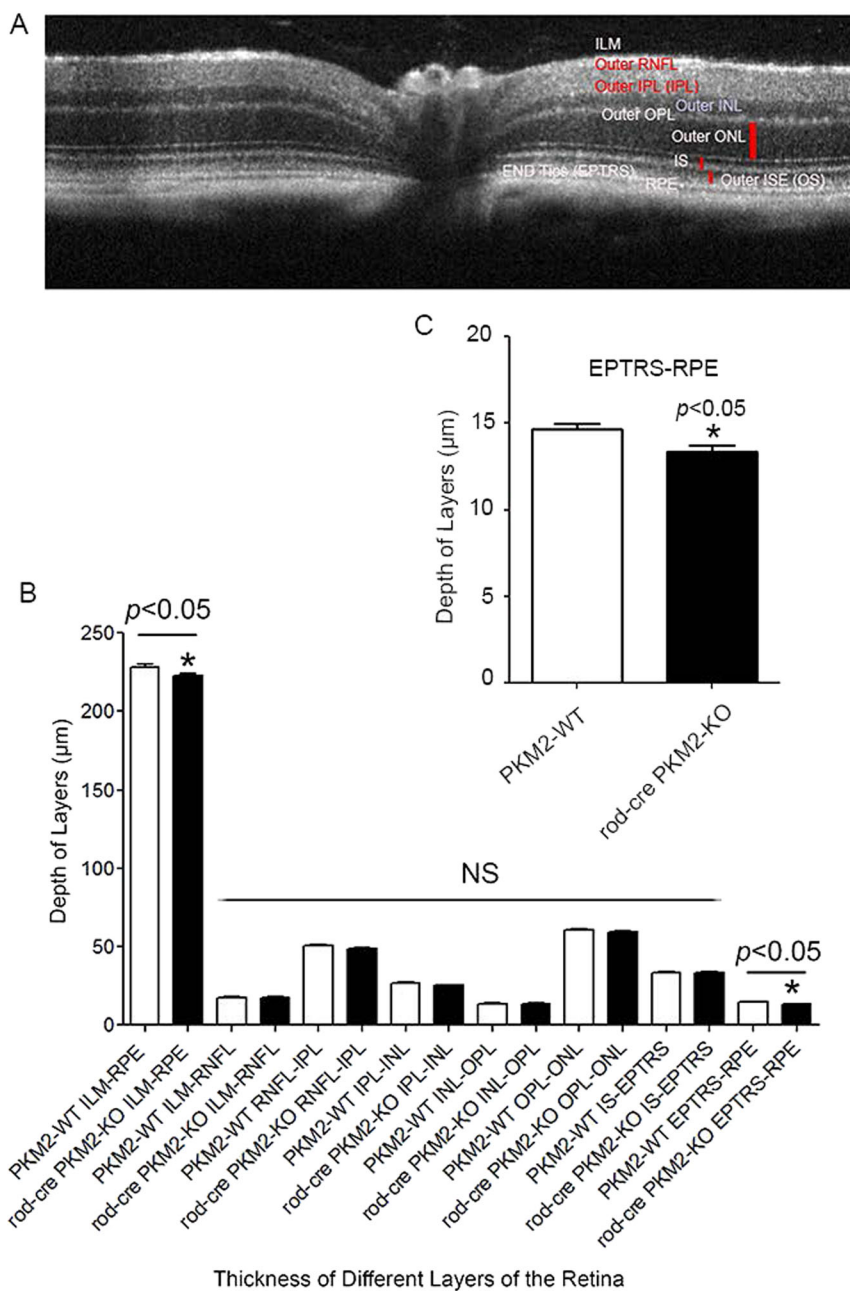 A
ILM
Outer RNFL
Outer IPL (IPL)
Outer INL
Outer OPL
Outer ONL
IS
END Tips (EPTRS)
RPE
Outer ISE (OS)
C
20
15
10
5
0
Depth of Layers (µm)
EPTRS-RPE
p<0.05
*
PKM2-WT
rod-cre PKM2-KO
B
p<0.05
*
250
200
150
100
50
0
Depth of Layers (µm)
NS
p<0.05
*
PKM2-WT ILM-RPE
rod-cre PKM2-KO ILM-RPE
PKM2-WT ILM-RNFL
rod-cre PKM2-KO ILM-RNFL
PKM2-WT RNFL-IPL
rod-cre PKM2-KO RNFL-IPL
PKM2-WT IPL-INL
rod-cre PKM2-KO IPL-INL
PKM2-WT INL-OPL
rod-cre PKM2-KO INL-OPL
PKM2-WT OPL-ONL
rod-cre PKM2-KO OPL-ONL
PKM2-WT IS-EPTRS
rod-cre PKM2-KO IS-EPTRS
PKM2-WT EPTRS-RPE
rod-cre PKM2-KO EPTRS-RPE
Thickness of Different Layers of the Retina